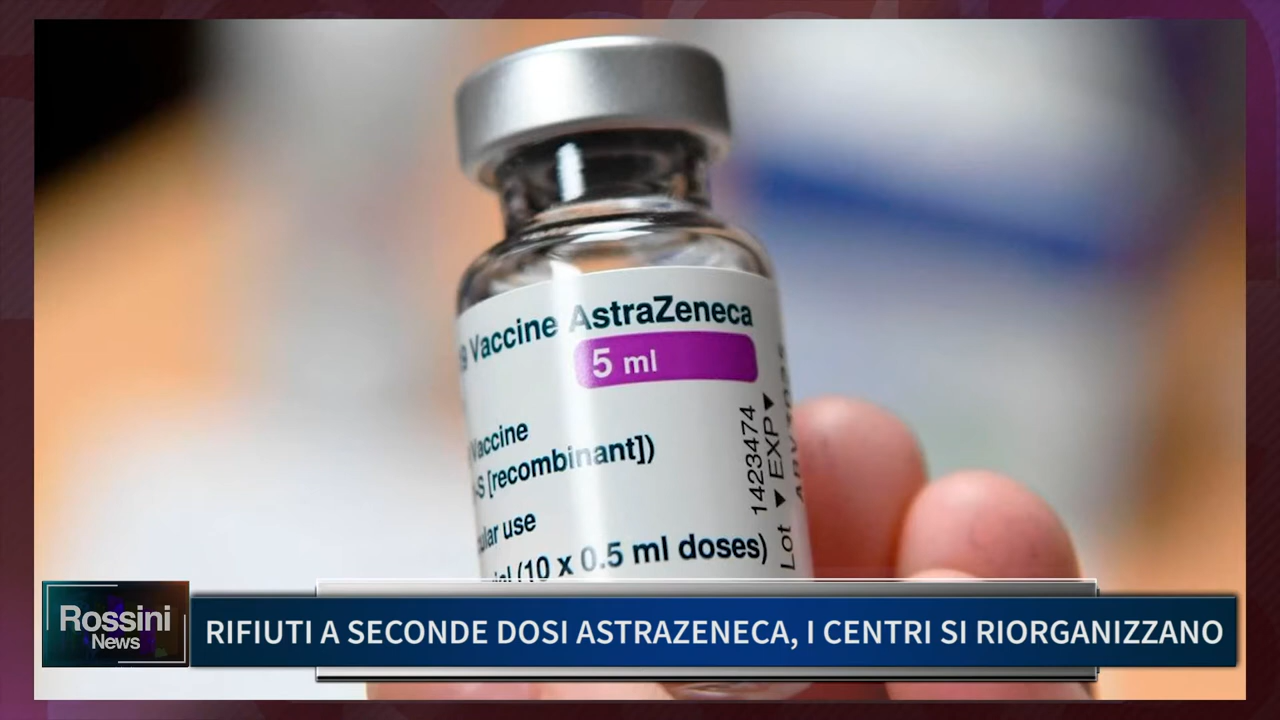 Vaccine AstraZeneca
5 ml
Vaccine
-S [recombinant])
use
(10 x 0.5 ml doses)
1423474
Lot ▼ EXP▼
Rossini
News
RIFIUTI A SECONDE DOSI ASTRAZENECA, I CENTRI SI RIORGANIZZANO